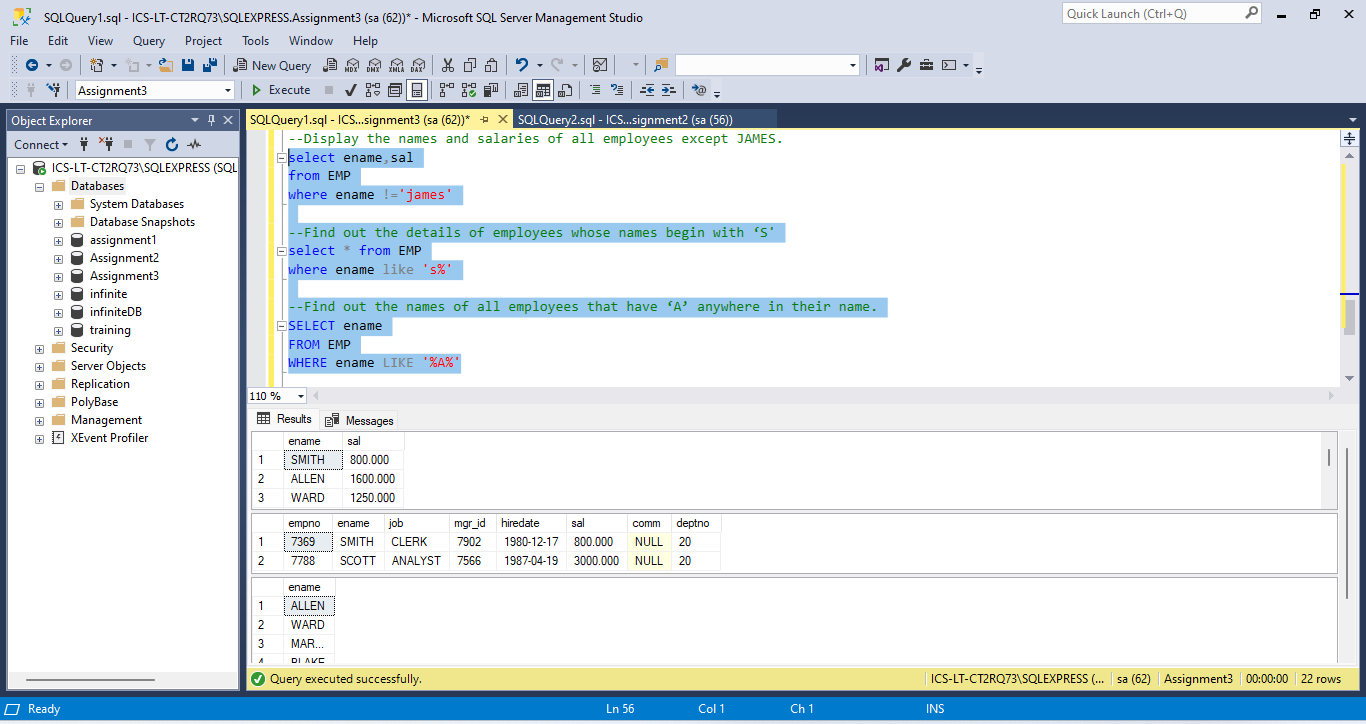 SQLQuery1.sql - ICS-LT-CT2RQ73\SQLEXPRESS.Assignment3 (sa (62))* - Microsoft SQL Server Management Studio
Quick Launch (Ctrl+Q)
File Edit View Query Project Tools Window Help
New Query MDX DMX XMLA DAX
Assignment3 Execute
Object Explorer
Connect
ICS-LT-CT2RQ73\SQLEXPRESS (SQL
Databases
System Databases
Database Snapshots
assignment1
Assignment2
Assignment3
infinite
infiniteDB
training
Security
Server Objects
Replication
PolyBase
Management
XEvent Profiler
SQLQuery1.sql - ICS...signment3 (sa (62))* SQLQuery2.sql - ICS...signment2 (sa (56))
--Display the names and salaries of all employees except JAMES.
select ename,sal
from EMP
where ename !='james'
--Find out the details of employees whose names begin with ‘S'
select * from EMP
where ename like 's%'
--Find out the names of all employees that have ‘A’ anywhere in their name.
SELECT ename
FROM EMP
WHERE ename LIKE '%A%'
110 %
Results Messages
ename sal
1 SMITH 800.000
2 ALLEN 1600.000
3 WARD 1250.000
empno ename job mgr_id hiredate sal comm deptno
1 7369 SMITH CLERK 7902 1980-12-17 800.000 NULL 20
2 7788 SCOTT ANALYST 7566 1987-04-19 3000.000 NULL 20
ename
1 ALLEN
2 WARD
3 MAR...
4 BLAKE
Query executed successfully. ICS-LT-CT2RQ73\SQLEXPRESS (... sa (62) Assignment3 00:00:00 22 rows
Ready Ln 56 Col 1 Ch 1 INS